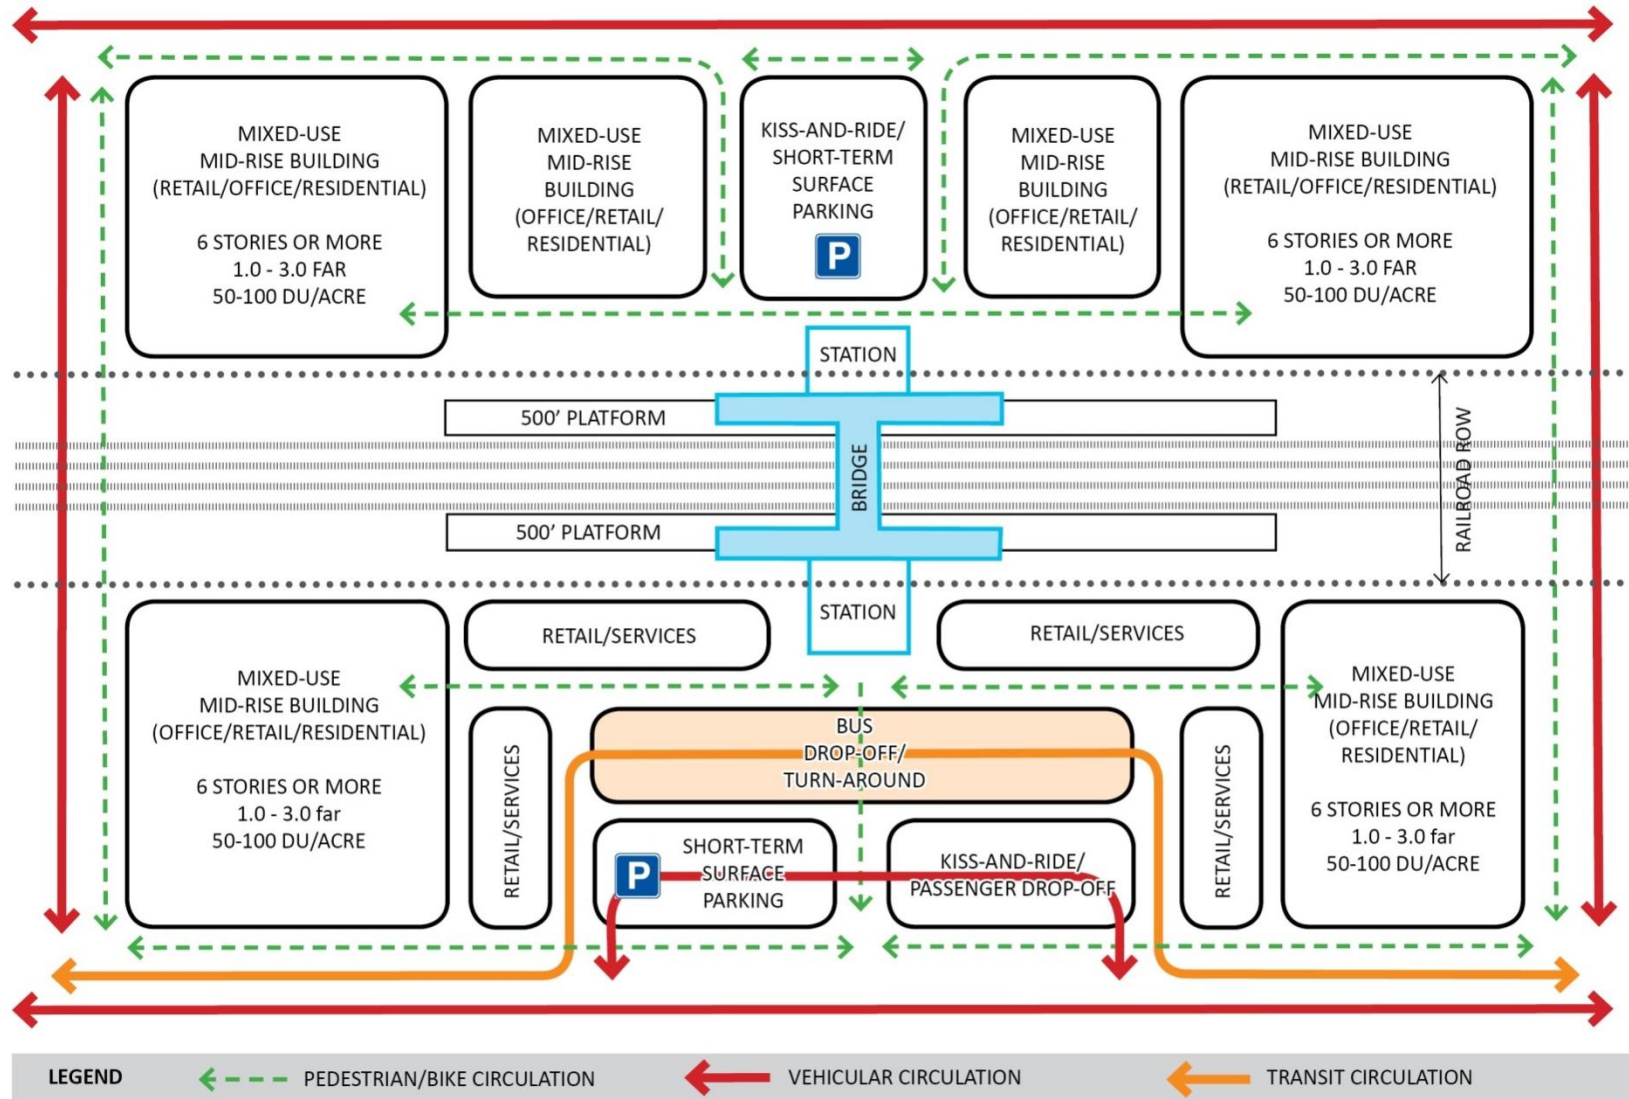 MIXED-USE
MID-RISE BUILDING
(RETAIL/OFFICE/RESIDENTIAL)
6 STORIES OR MORE
1.0 - 3.0 FAR
50-100 DU/ACRE
MIXED-USE
MID-RISE
BUILDING
(OFFICE/RETAIL/
RESIDENTIAL)
KISS-AND-RIDE/
SHORT-TERM
SURFACE
PARKING
P
MIXED-USE
MID-RISE
BUILDING
(OFFICE/RETAIL/
RESIDENTIAL)
MIXED-USE
MID-RISE BUILDING
(RETAIL/OFFICE/RESIDENTIAL)
6 STORIES OR MORE
1.0 - 3.0 FAR
50-100 DU/ACRE
STATION
500' PLATFORM
BRIDGE
RAILROAD ROW
500' PLATFORM
STATION
MIXED-USE
MID-RISE BUILDING
(OFFICE/RETAIL/RESIDENTIAL)
6 STORIES OR MORE
1.0 - 3.0 far
50-100 DU/ACRE
RETAIL/SERVICES
RETAIL/SERVICES
RETAIL/SERVICES
BUS
DROP-OFF/
TURN-AROUND
P
SHORT-TERM
SURFACE
PARKING
KISS-AND-RIDE/
PASSENGER DROP-OFF
RETAIL/SERVICES
MIXED-USE
MID-RISE BUILDING
(OFFICE/RETAIL/
RESIDENTIAL)
6 STORIES OR MORE
1.0 - 3.0 far
50-100 DU/ACRE
LEGEND
PEDESTRIAN/BIKE CIRCULATION
VEHICULAR CIRCULATION
TRANSIT CIRCULATION